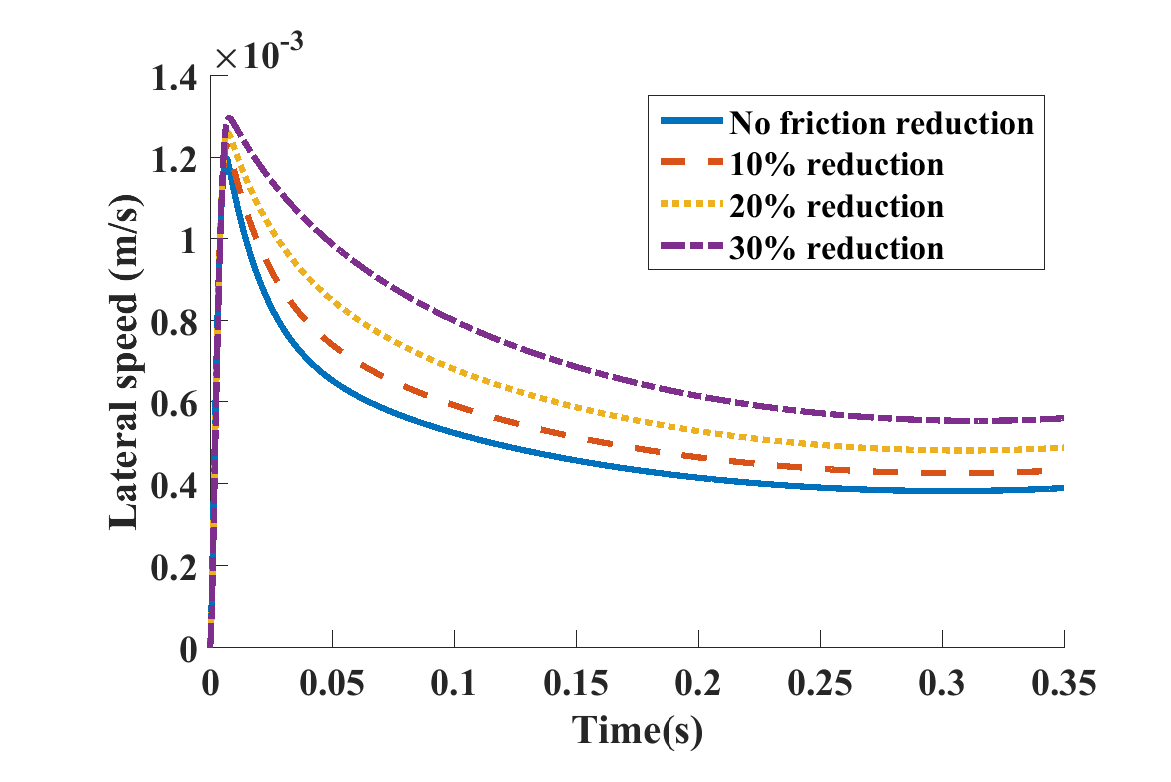 ×10-3
1.4
1.2
1
0.8
0.6
0.4
0.2
0
Lateral speed (m/s)
No friction reduction
10% reduction
20% reduction
30% reduction
0 0.05 0.1 0.15 0.2 0.25 0.3 0.35
Time(s)